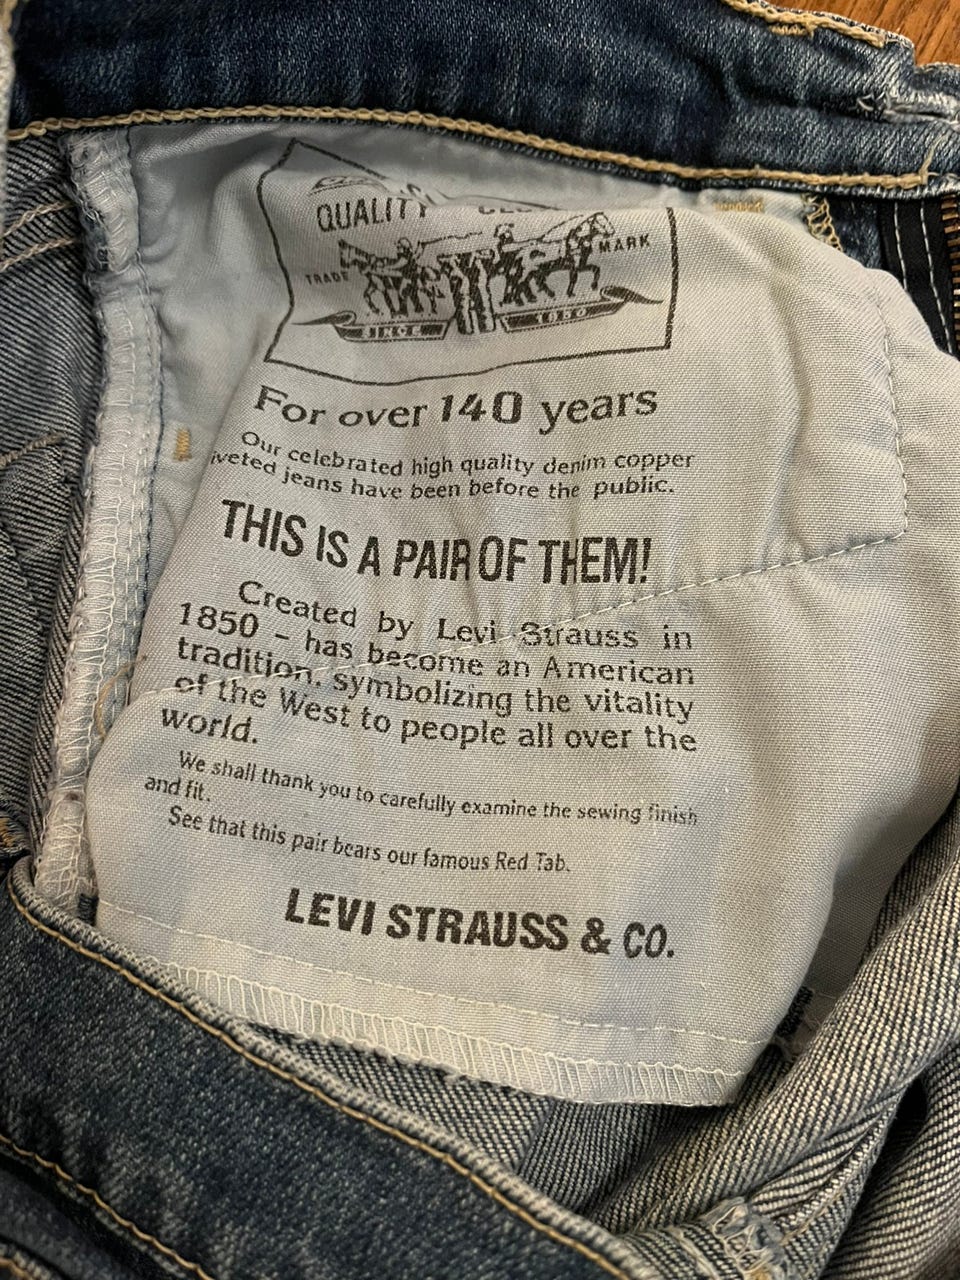 QUALITY
TRADE MARK
SINCE 1850
For over 140 years
Our celebrated high quality denim copper
iveted jeans have been before the public.
THIS IS A PAIR OF THEM!
Created by Levi Strauss in
1850 – has become an American
tradition. symbolizing the vitality
of the West to people all over the
world.
We shall thank you to carefully examine the sewing finish
and fit.
See that this pair bears our famous Red Tab.
LEVI STRAUSS & CO.